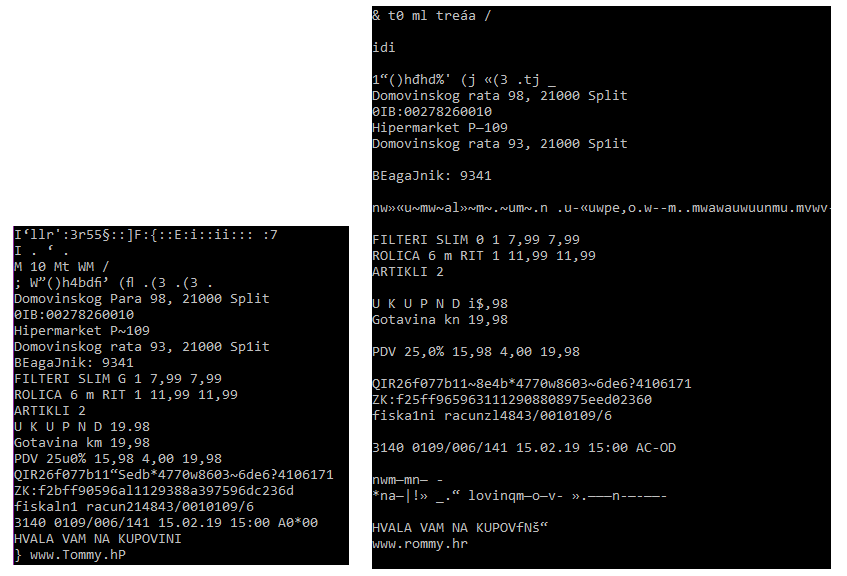 I‘llr':3r55§::]F:{::E:i::ii::: :7
I . ‘ .
M 10 Mt WM /
; W”()h4bdfi’ (fl .(3 .(3 .
Domovinskog Para 98, 21000 Split
0IB:00278260010
Hipermarket P~109
Domovinskog rata 93, 21000 Sp1it
BEagaJnik: 9341
FILTERI SLIM G 1 7,99 7,99
ROLICA 6 m RIT 1 11,99 11,99
ARTIKLI 2
U K U P N D 19.98
Gotavina km 19,98
PDV 25u0% 15,98 4,00 19,98
QIR26f077b11“Sedb*4770w8603~6de6?4106171
ZK:f2bff90596al1129388a397596dc236d
fiskaln1 racun214843/0010109/6
3140 0109/006/141 15.02.19 15:00 A0*00
HVALA VAM NA KUPOVINI
} www.Tommy.hP
& t0 ml treáa /
idi
1“()hđhd%' (j «(3 .tj _
Domovinskog rata 98, 21000 Split
0IB:00278260010
Hipermarket P—109
Domovinskog rata 93, 21000 Sp1it
BEagaJnik: 9341
nw»«u~mw~al»~m~.~um~.n .u-«uwpe,o.w--m..mwawauwuunmu.mvwv-
FILTERI SLIM 0 1 7,99 7,99
ROLICA 6 m RIT 1 11,99 11,99
ARTIKLI 2
U K U P N D i$,98
Gotavina kn 19,98
PDV 25,0% 15,98 4,00 19,98
QIR26f077b11~8e4b*4770w8603~6de6?4106171
ZK:f25ff9659631112908808975eed02360
fiska1ni racunzl4843/0010109/6
3140 0109/006/141 15.02.19 15:00 AC-OD
nwm—mn— -
*na—|!» _.“ lovinqm—o—v- ».———n-—-——-
HVALA VAM NA KUPOVfNš“
www.rommy.hr